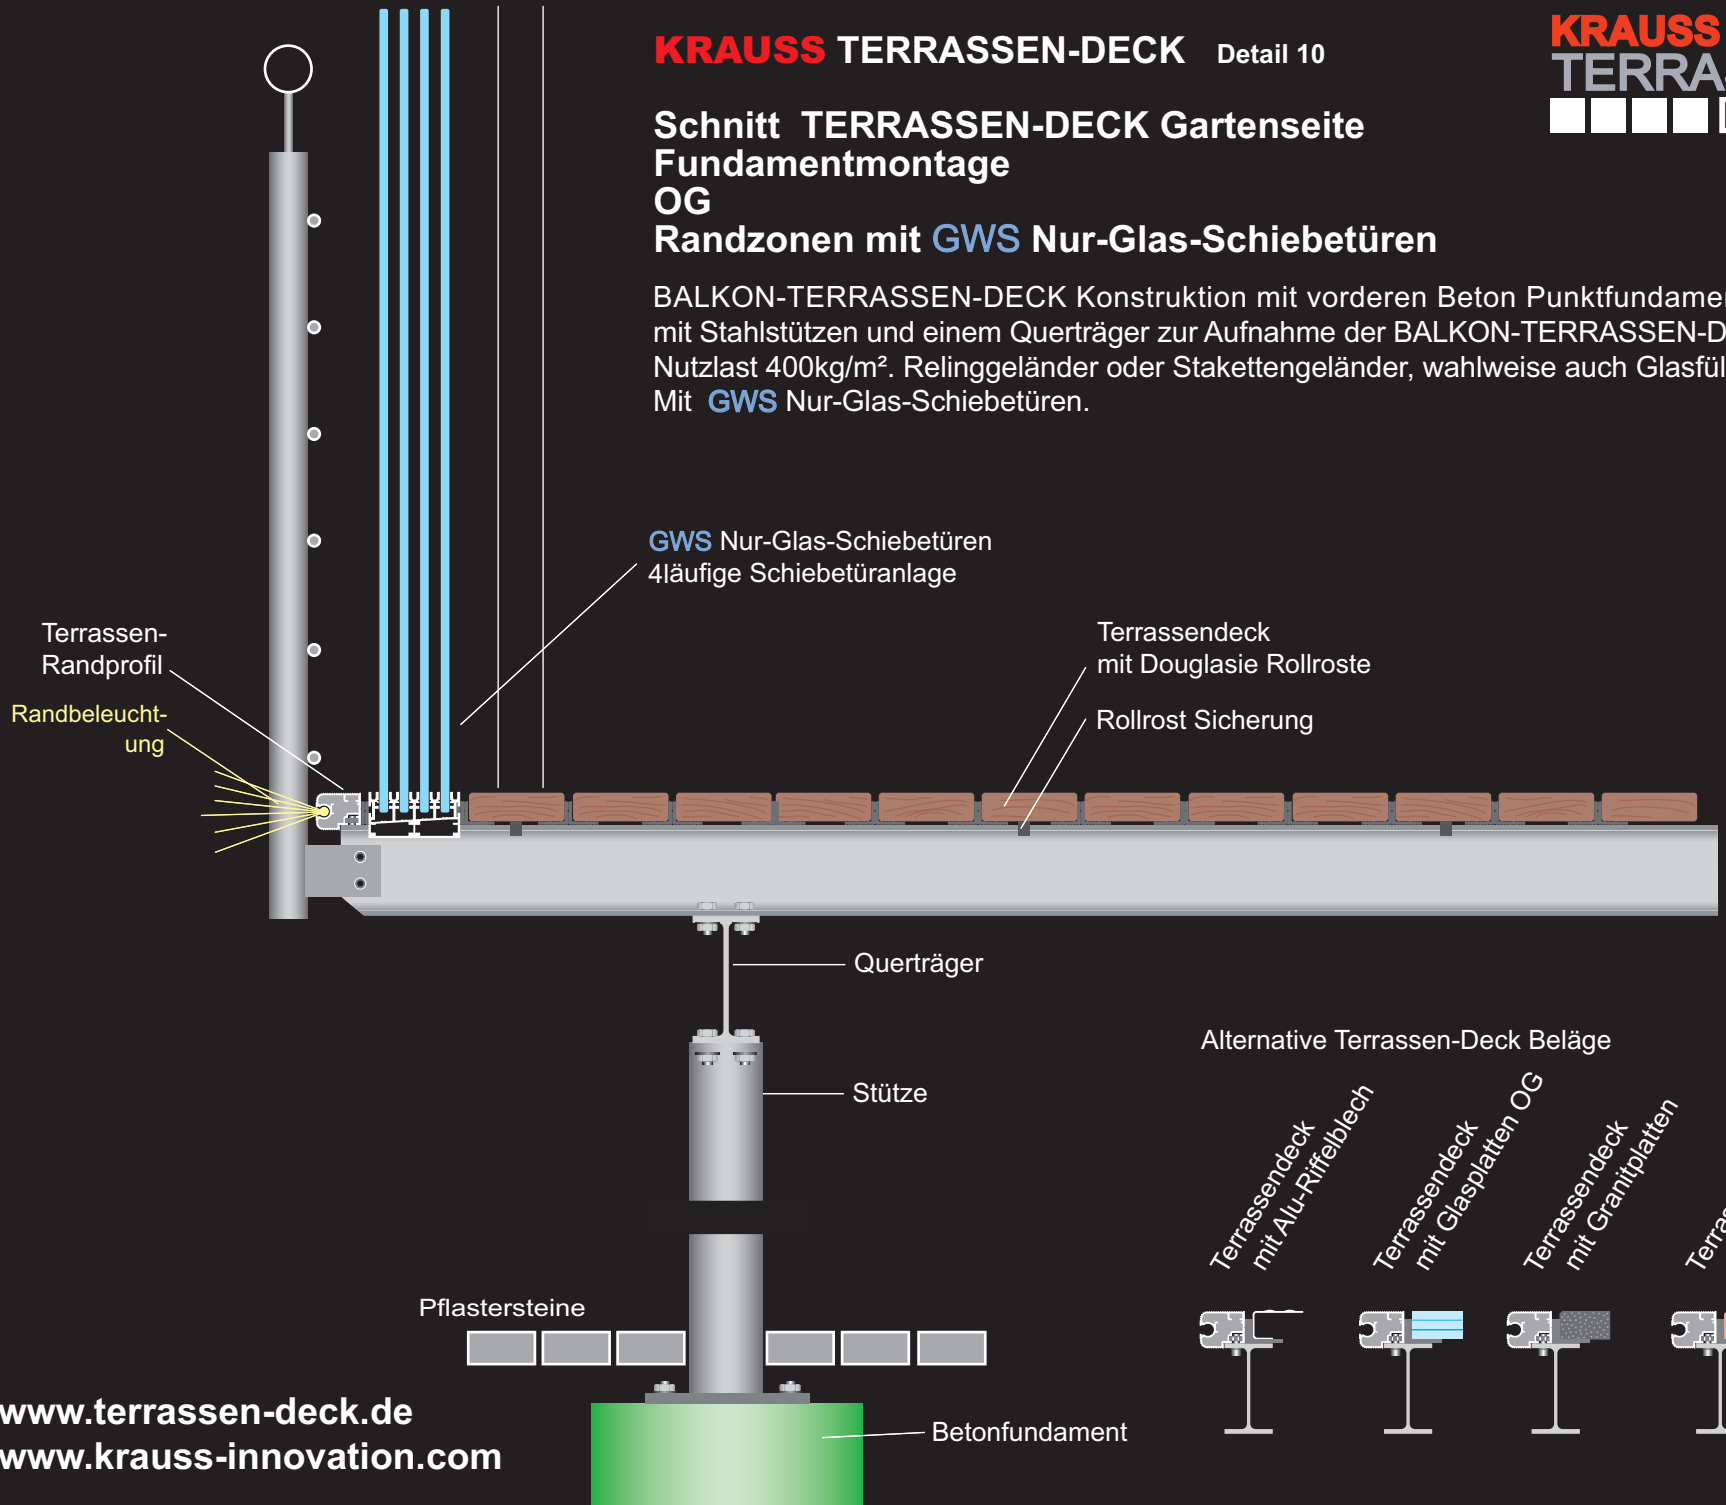 KRAUSS TERRASSEN-DECK Detail 10
KRAUSS
Schnitt TERRASSEN-DECK Gartenseite
Fundamentmontage
OG
Randzonen mit GWS Nur-Glas-Schiebetüren
BALKON-TERRASSEN-DECK Konstruktion mit vorderen Beton
mit Stahlstützen und einem Querträger zur Aufnahme der
Nutzlast 400kg/m². Relinggeländer oder Stakettengeländer, wahlweise auch
Mit GWS Nur-Glas-Schiebetüren.
GWS Nur-Glas-Schiebetüren
4läufige Schiebetüranlage
Terrassen-
Randprofil
Randbeleucht-
ung
Terrassendeck
mit Douglasie Rollroste
Rollrost Sicherung
Querträger
Stütze
Alternative Terrassen-Deck Beläge
Terrassendeck
mit Alu-Riffelblech
Terrassendeck
mit Glasplatten OG
Terrassendeck
mit Granitplatten
Pflastersteine
Betonfundament
www.terrassen-deck.de
www.krauss-innovation.com